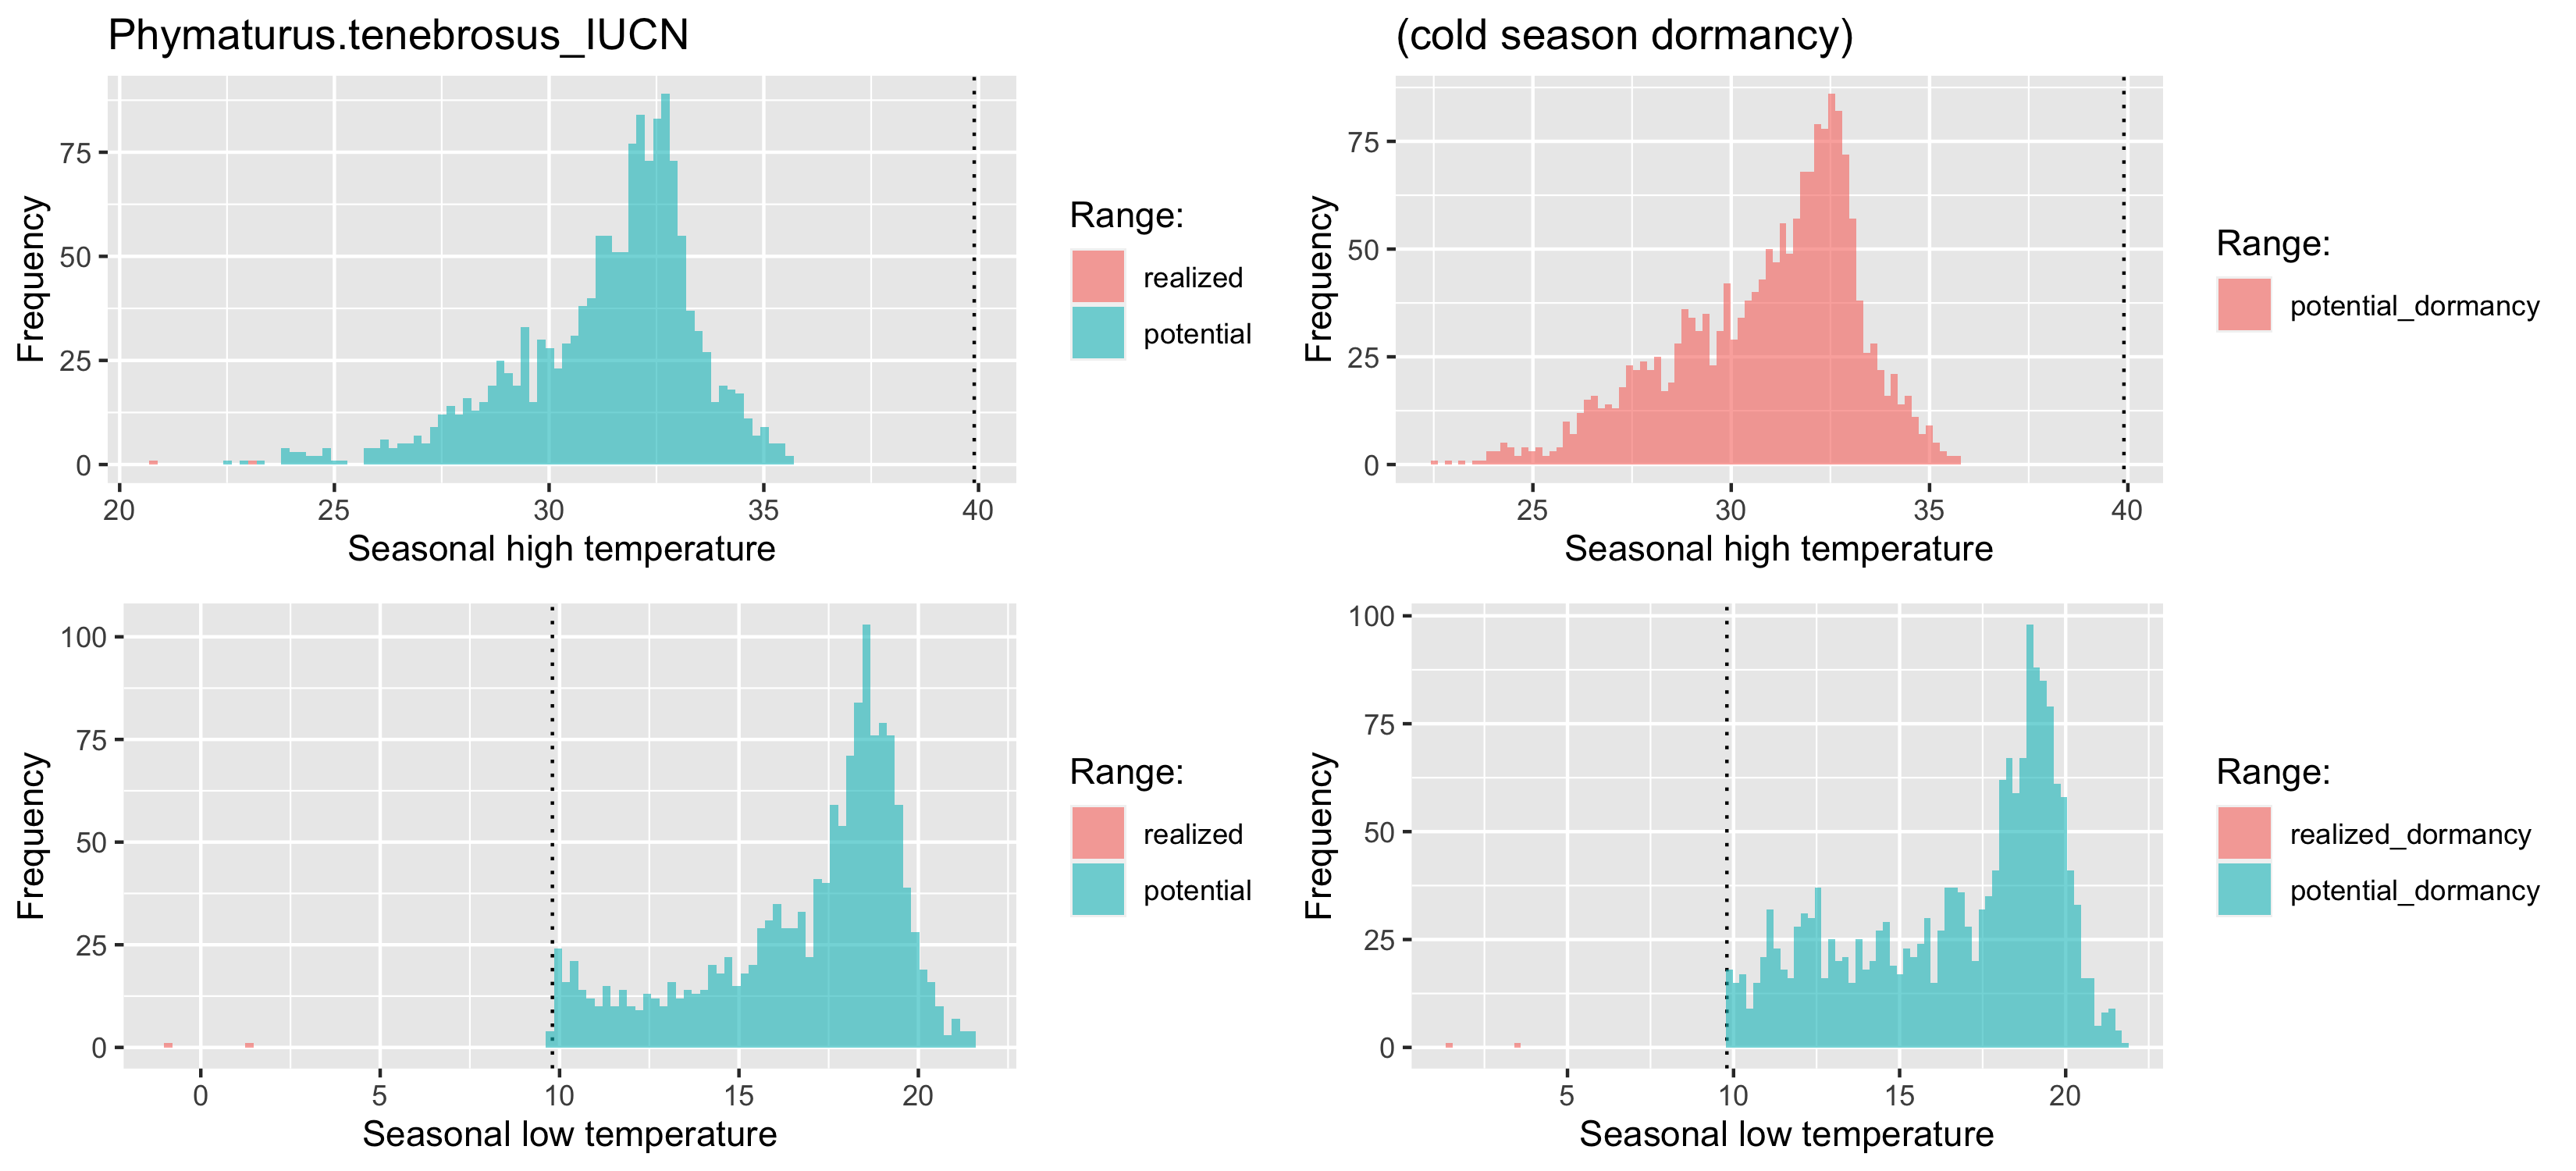 Phymaturus.tenebrosus_IUCN
Frequency
75
50
25
0
20 25 30 35 40
Seasonal high temperature
Range:
realized
potential
(cold season dormancy)
Frequency
75
50
25
0
25 30 35 40
Seasonal high temperature
Range:
potential_dormancy
Frequency
100
75
50
25
0
0 5 10 15 20
Seasonal low temperature
Range:
realized
potential
Frequency
100
75
50
25
0
5 10 15 20
Seasonal low temperature
Range:
realized_dormancy
potential_dormancy